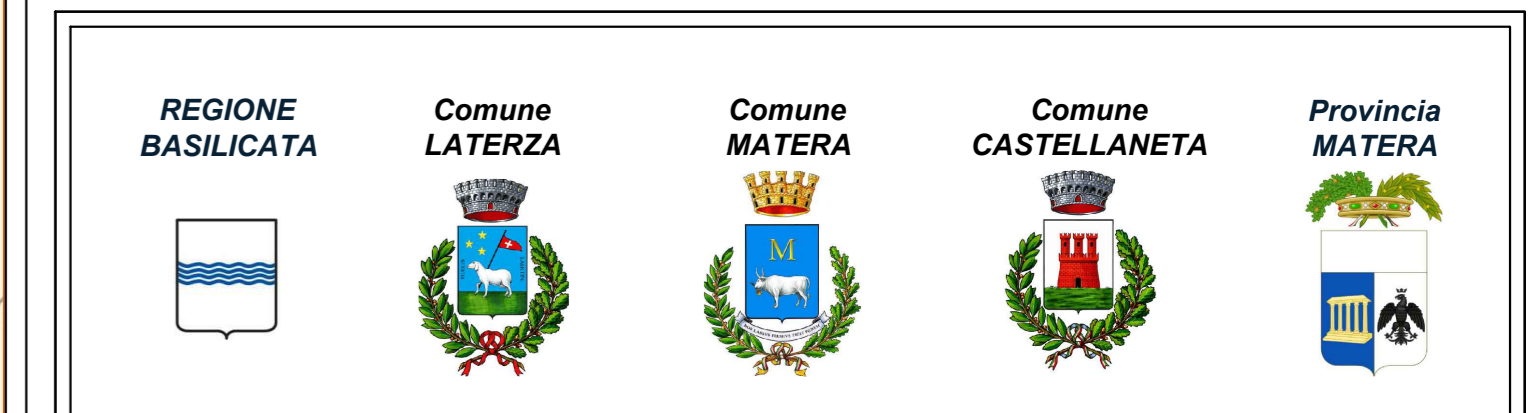 REGIONE
BASILICATA
Comune
LATERZA
Comune
MATERA
Comune
CASTELLANETA
Provincia
MATERA
M